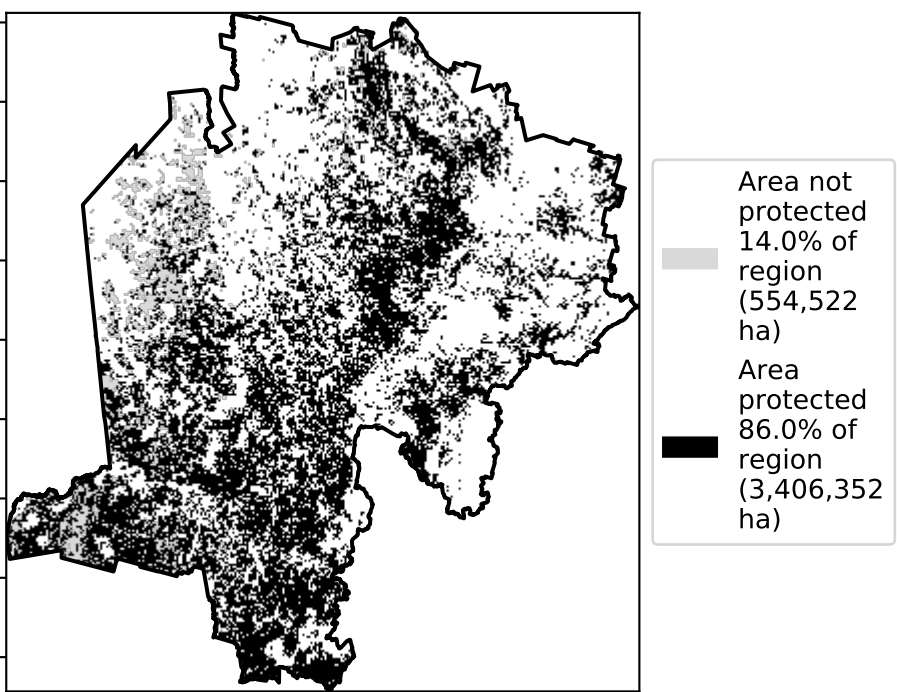 Area not
protected
14.0% of
region
(554,522
ha)
Area
protected
86.0% of
region
(3,406,352
ha)